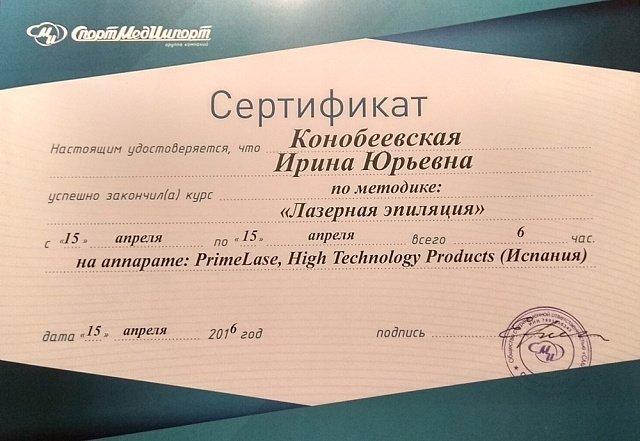 СпортМедИмпорт
группа компаний
Сертификат
Настоящим удостоверяется, что Конобеевская
Ирина Юрьевна
успешно закончил(а) курс по методике:
«Лазерная эпиляция»
с «15» апреля по «15» апреля всего 6 час.
на аппарате: PrimeLase, High Technology Products (Испания)
дата «15» апреля 2016 год подпись